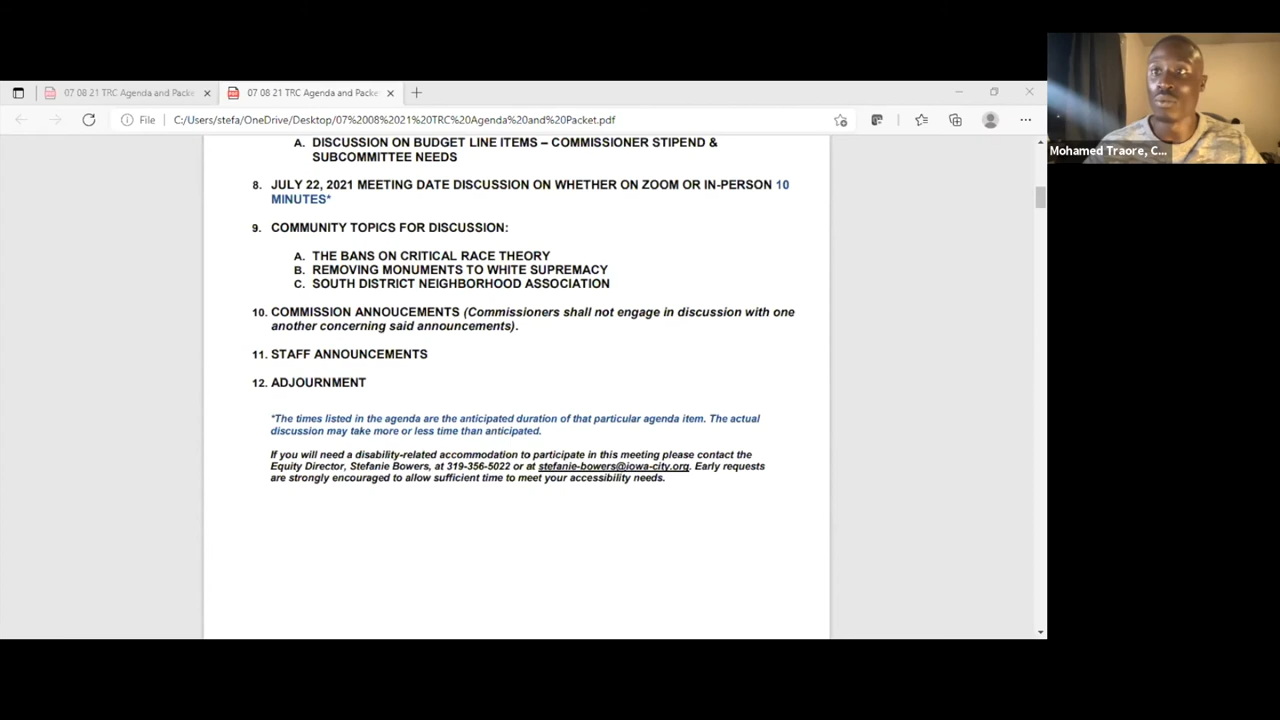 07 08 21 TRC Agenda and Packe
07 08 21 TRC Agenda and Packe
File
C:/Users/stefa/OneDrive/Desktop/07%2008%2021%20TRC%20Agenda%20and%20Packet.pdf
Mohamed Traore, C...
A. DISCUSSION ON BUDGET LINE ITEMS – COMMISSIONER STIPEND &
SUBCOMMITTEE NEEDS
8. JULY 22, 2021 MEETING DATE DISCUSSION ON WHETHER ON ZOOM OR IN-PERSON 10
MINUTES*
9. COMMUNITY TOPICS FOR DISCUSSION:
A. THE BANS ON CRITICAL RACE THEORY
B. REMOVING MONUMENTS TO WHITE SUPREMACY
C. SOUTH DISTRICT NEIGHBORHOOD ASSOCIATION
10. COMMISSION ANNOUCEMENTS (Commissioners shall not engage in discussion with one
another concerning said announcements).
11. STAFF ANNOUNCEMENTS
12. ADJOURNMENT
*The times listed in the agenda are the anticipated duration of that particular agenda item. The actual
discussion may take more or less time than anticipated.
If you will need a disability-related accommodation to participate in this meeting please contact the
Equity Director, Stefanie Bowers, at 319-356-5022 or at stefanie-bowers@iowa-city.org. Early requests
are strongly encouraged to allow sufficient time to meet your accessibility needs.